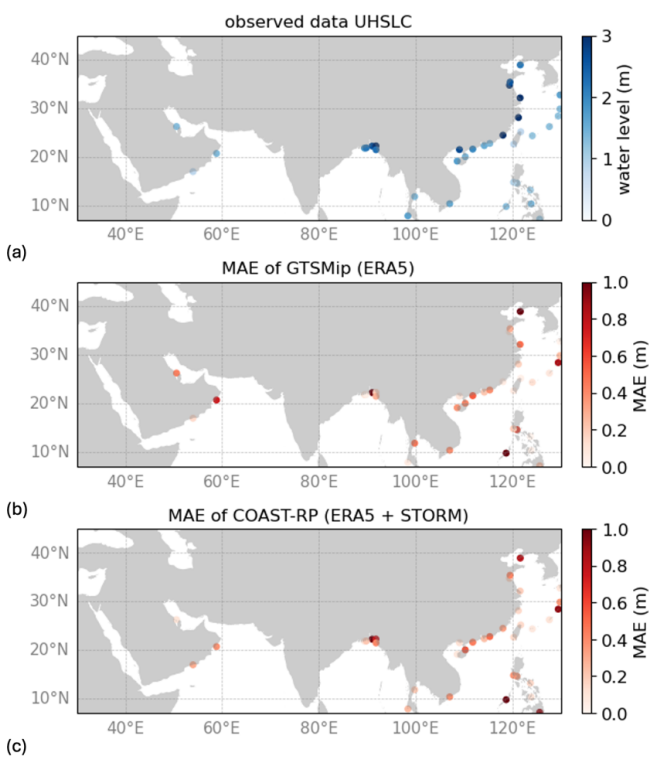 observed data UHSLC
40°N
30°N
20°N
10°N
40°E 60°E 80°E 100°E 120°E
3
2
1
0
water level (m)
(a)
MAE of GTSMip (ERA5)
40°N
30°N
20°N
10°N
40°E 60°E 80°E 100°E 120°E
1.0
0.8
0.6
0.4
0.2
0.0
MAE (m)
(b)
MAE of COAST-RP (ERA5 + STORM)
40°N
30°N
20°N
10°N
40°E 60°E 80°E 100°E 120°E
1.0
0.8
0.6
0.4
0.2
0.0
MAE (m)
(c)